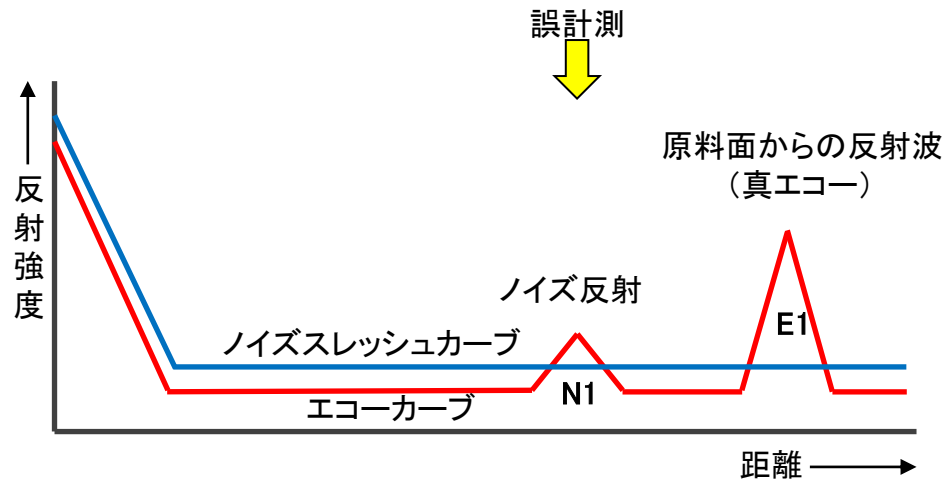 誤計測
原料面からの反射波
（真エコー）
反射強度
ノイズ反射
E1
ノイズスレッシュカーブ
N1
エコーカーブ
距離